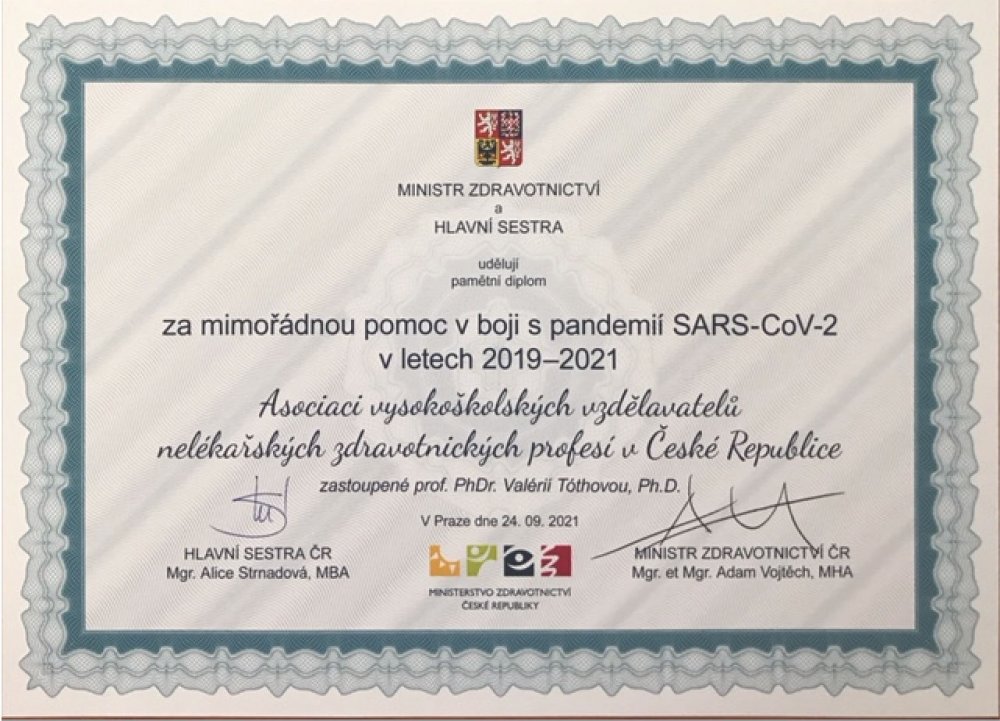 MINISTR ZDRAVOTNICTVÍ
a
HLAVNÍ SESTRA
udělují
pamětní diplom
za mimořádnou pomoc v boji s pandemií SARS-CoV-2
v letech 2019–2021
Asociaci vysokoškolských vzdělavatelů
nelékařských zdravotnických profesí v České Republice
zastoupené prof. PhDr. Valérií Tóthovou, Ph.D.
V Praze dne 24. 09. 2021
HLAVNÍ SESTRA ČR
Mgr. Alice Strnadová, MBA
MINISTERSTVO ZDRAVOTNICTVÍ
ČESKÉ REPUBLIKY
MINISTR ZDRAVOTNICTVÍ ČR
Mgr. et Mgr. Adam Vojtěch, MHA